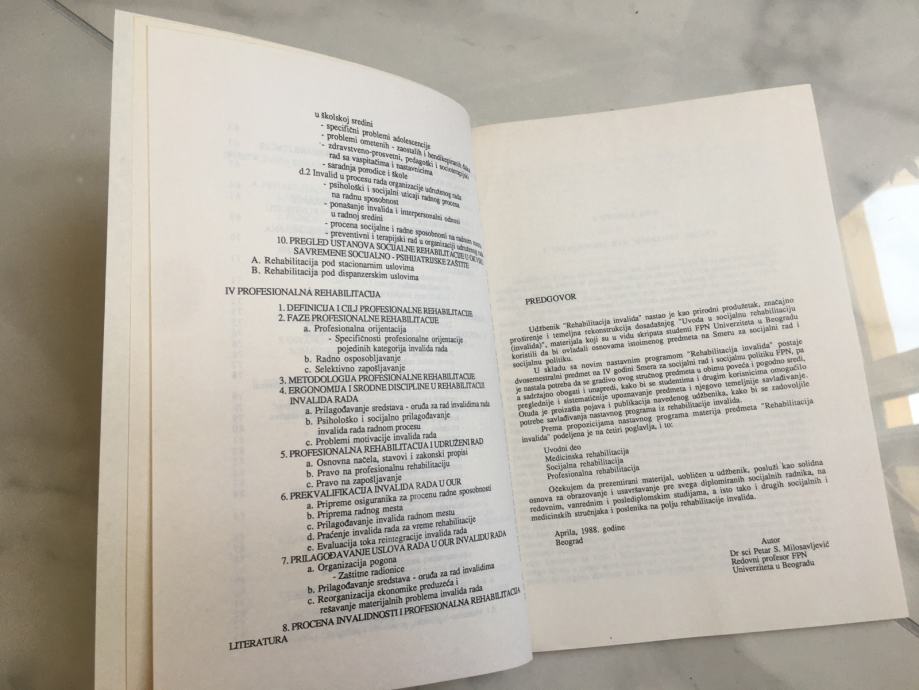 u školskoj sredini
- specifični problemi adolescencije
- problemi ometenih - zaostalih i hendikepiranih đaka
- zdravstveno-prosvetni, pedagoški i socioterapijski
rad sa vaspitačima i nastavnicima
- saradnja porodice i škole
d.2 Invalid u procesu rada organizacije udruženog rada
- psihološki i socijalni uticaji radnog procesa
na radnu sposobnost
- ponašanje invalida i interpersonalni odnosi
u radnoj sredini
- procena socijalne i radne sposobnosti na radnom mestu
- preventivni i terapijski rad u organizaciji udruženog rada
10. PREGLED USTANOVA SOCIJALNE REHABILITACIJE U OKVIRU
SAVREMENE SOCIJALNO - PSIHIJATRIJSKE ZAŠTITE
A. Rehabilitacija pod stacionarnim uslovima
B. Rehabilitacija pod dispanzerskim uslovima
IV PROFESIONALNA REHABILITACIJA
1. DEFINICIJA I CILJ PROFESIONALNE REHABILITACIJE
2. FAZE PROFESIONALNE REHABILITACIJE
a. Profesionalna orijentacija
- Specifičnosti profesionalne orijentacije
pojedinih kategorija invalida rada
b. Radno osposobljavanje
c. Selektivno zapošljavanje
3. METODOLOGIJA PROFESIONALNE REHABILITACIJE
4. ERGONOMIJA I SRODNE DISCIPLINE U REHABILITACIJI
INVALIDA RADA
a. Prilagođavanje sredstava - oruđa za rad invalidima rada
b. Psihološko i socijalno prilagođavanje
invalida rada radnom procesu
c. Problemi motivacije invalida rada
5. PROFESIONALNA REHABILITACIJA I UDRUŽENI RAD
a. Osnovna načela, stavovi i zakonski propisi
b. Pravo na profesionalnu rehabilitaciju
c. Pravo na zapošljavanje
6. PREKVALIFIKACIJA INVALIDA RADA U OUR
a. Pripreme osiguranika za procenu radne sposobnosti
b. Priprema radnog mesta
c. Prilagođavanje invalida radnom mestu
d. Praćenje invalida rada za vreme rehabilitacije
e. Evaluacija toka reintegracije invalida rada
7. PRILAGOĐAVANJE USLOVA RADA U OUR INVALIDU RADA
a. Organizacija pogona
- Zaštitne radionice
b. Prilagođavanje sredstava - oruđa za rad invalidima
c. Reorganizacija ekonomike preduzeća i
rešavanje materijalnih problema invalida rada
8. PROCENA INVALIDNOSTI I PROFESIONALNA REHABILITACIJA
LITERATURA
PREDGOVOR
Udžbenik "Rehabilitacija invalida" nastao je kao prirodni produžetak, značajno
proširenje i temeljna rekonstrukcija dosadašnjeg "Uvoda u socijalnu rehabilitaciju
(invalida)", materijala koji su u vidu skripata studenti FPN Univerziteta u Beogradu
koristili da bi ovladali osnovama istoimenog predmeta na Smeru za socijalni rad i
socijalnu politiku.
U skladu sa novim nastavnim programom "Rehabilitacija invalida" postaje
dvosemestralni predmet na IV godini Smera za socijalni rad i socijalnu politiku FPN, pa
je nastala potreba da se gradivo ovog stručnog predmeta u obimu poveća i pogodno sredi,
a sadržajno obogati i unapredi, kako bi se studentima i drugim korisnicima omogućilo
preglednije i sistematičnije upoznavanje predmeta i njegovo temeljnije savlađivanje.
Otuda je proizašla pojava i publikacija navedenog udžbenika, kako bi se zadovoljile
potrebe savlađivanja nastavnog programa iz rehabilitacije invalida.
Prema propozicijama nastavnog programa materija predmeta "Rehabilitacija
invalida" podeljena je na četiri poglavlja, i to:
Uvodni deo
Medicinska rehabilitacija
Socijalna rehabilitacija
Profesionalna rehabilitacija
Očekujem da prezentirani materijal, uobličen u udžbenik, posluži kao solidna
osnova za obrazovanje i usavršavanje pre svega diplomiranih socijalnih radnika, na
redovnim, vanrednim i poslediplomskim studijama, a isto tako i drugih socijalnih i
medicinskih stručnjaka i poslenika na polju rehabilitacije invalida.
Aprila, 1988. godine
Beograd
Autor
Dr sci Petar S. Milosavljević
Redovni profesor FPN
Univerziteta u Beogradu